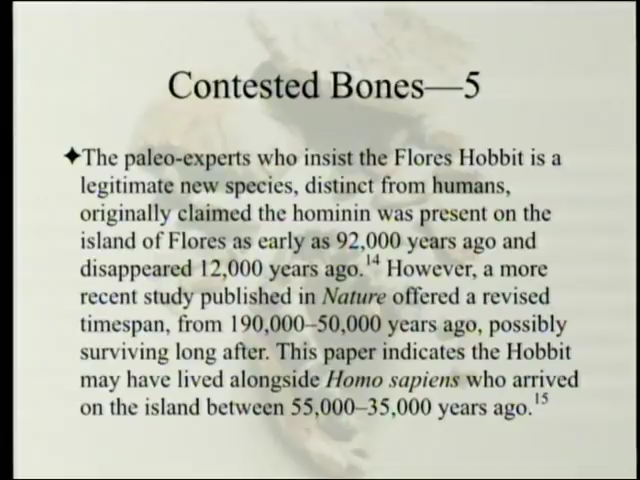 Contested Bones—5
✦The paleo-experts who insist the Flores Hobbit is a
legitimate new species, distinct from humans,
originally claimed the hominin was present on the
island of Flores as early as 92,000 years ago and
disappeared 12,000 years ago.14 However, a more
recent study published in Nature offered a revised
timespan, from 190,000–50,000 years ago, possibly
surviving long after. This paper indicates the Hobbit
may have lived alongside Homo sapiens who arrived
on the island between 55,000–35,000 years ago.15